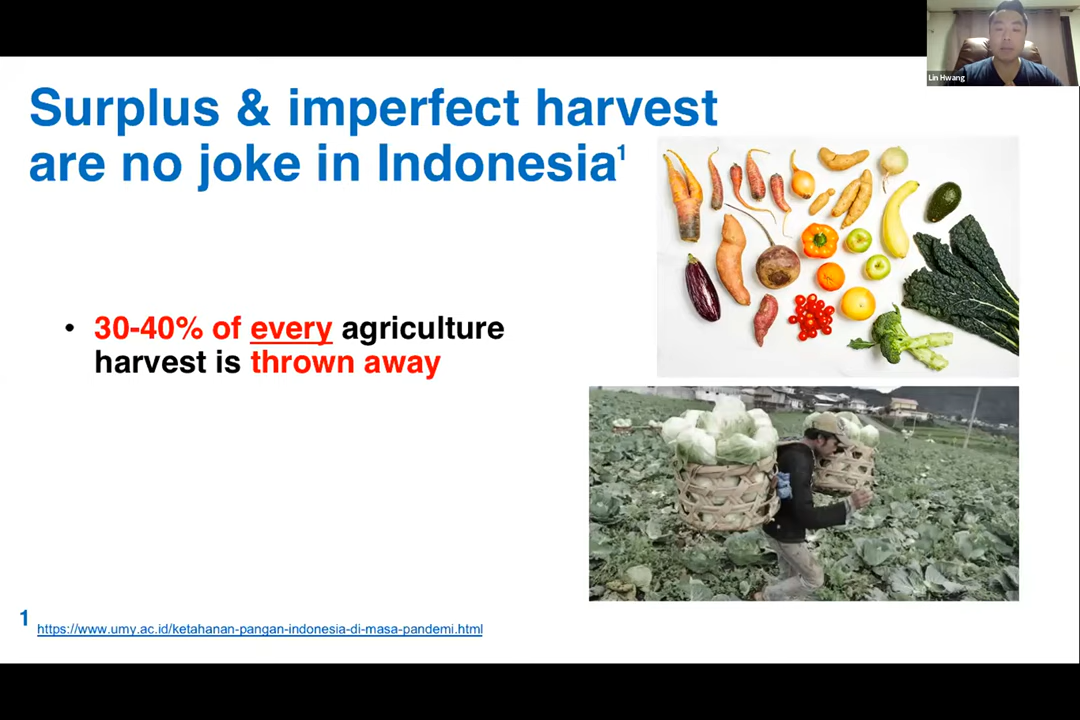 Lin Hwang
Surplus & imperfect harvest
are no joke in Indonesia1
• 30-40% of every agriculture
harvest is thrown away
1 https://www.umy.ac.id/ketahanan-pangan-indonesia-di-masa-pandemi.html